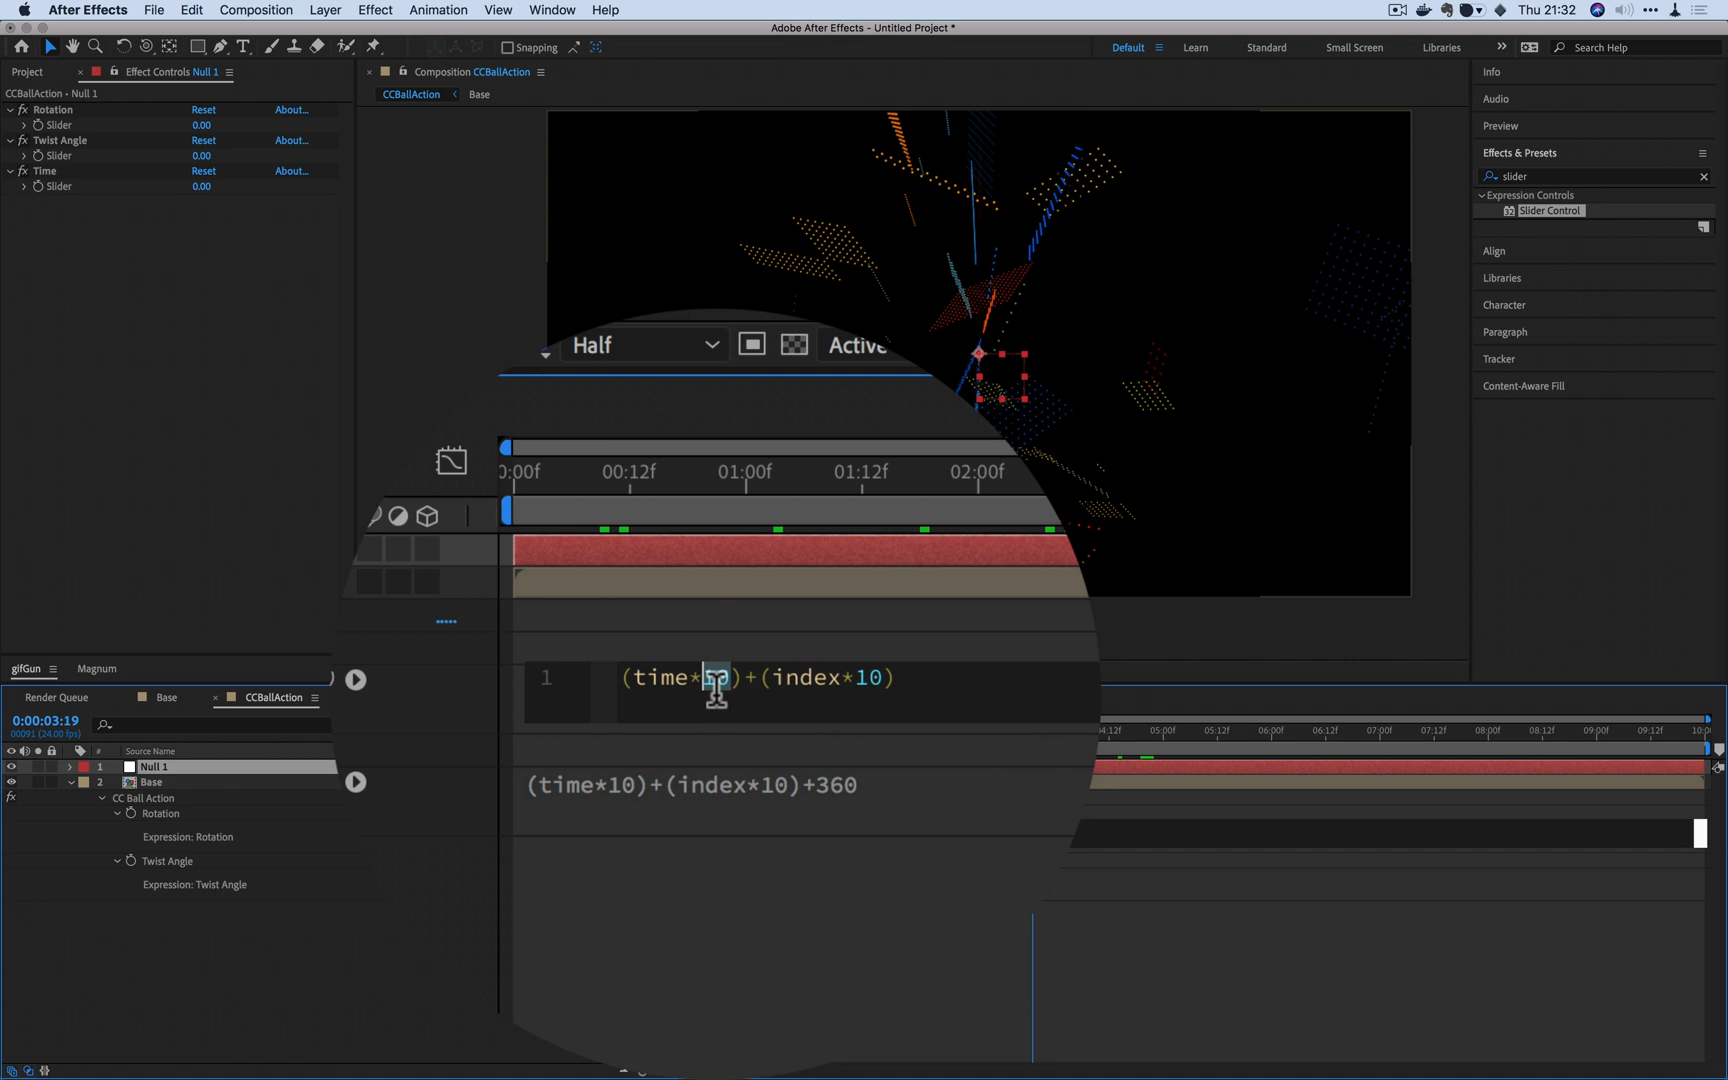 After Effects File Edit Composition Layer Effect Animation View Window Help Thu 21:32
Adobe After Effects - Untitled Project *
Snapping Default Learn Standard Small Screen Libraries Search Help
Project Effect Controls Null 1 Composition CCBallAction Info
CCBallAction • Null 1 CCBallAction Base
Audio
Rotation Reset About...
Slider 0.00
Preview
Twist Angle Reset About...
Slider 0.00
Effects & Presets
Time Reset About...
slider
Slider 0.00
Expression Controls
Slider Control
Align
Libraries
Character
Paragraph
Tracker
Content-Aware Fill
Half Active
0:00f 00:12f 01:00f 01:12f 02:00f
gifGun Magnum
1 (time*10)+(index*10)
Render Queue Base CCBallAction
0:00:03:19
00091 (24.00 fps)
04:12f 05:00f 05:12f 06:00f 06:12f 07:00f 07:12f 08:00f 08:12f 09:00f 09:12f 10:00
# Source Name
1 Null 1
2 Base
(time*10)+(index*10)+360
fx CC Ball Action
Rotation
Expression: Rotation
Twist Angle
Expression: Twist Angle